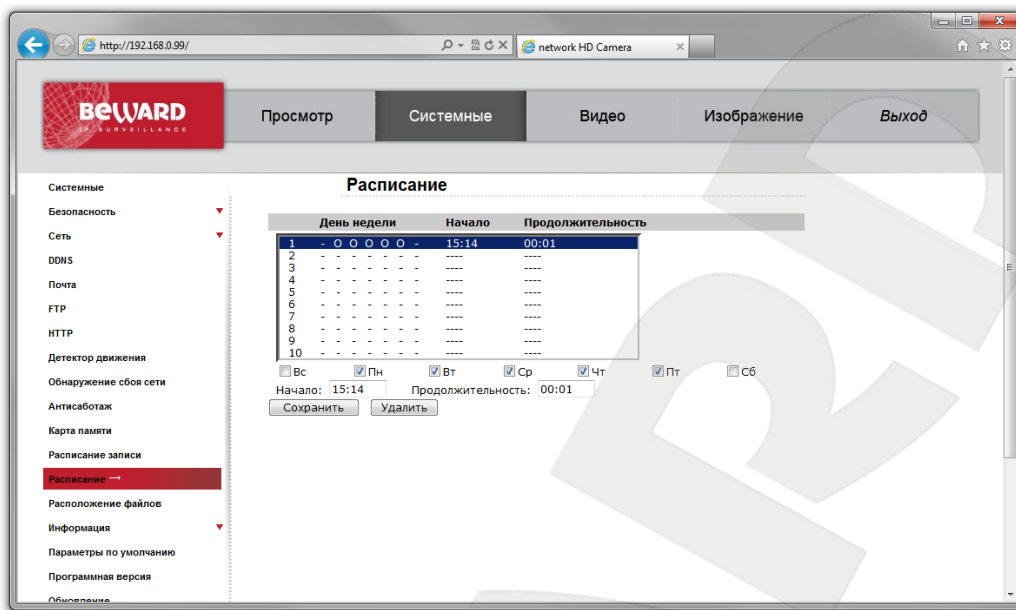 http://192.168.0.99/
network HD Camera
BEWARD
IP SURVEILLANCE
Просмотр
Системные
Видео
Изображение
Выход
Системные
Безопасность
Сеть
DDNS
Почта
FTP
HTTP
Детектор движения
Обнаружение сбоя сети
Антисаботаж
Карта памяти
Расписание записи
Расписание →
Расположение файлов
Информация
Параметры по умолчанию
Программная версия
Обновление
Расписание
День недели Начало Продолжительность
1 - O O O O O - 15:14 00:01
2 - - - - - - - ---- ----
3 - - - - - - - ---- ----
4 - - - - - - - ---- ----
5 - - - - - - - ---- ----
6 - - - - - - - ---- ----
7 - - - - - - - ---- ----
8 - - - - - - - ---- ----
9 - - - - - - - ---- ----
10 - - - - - - - ---- ----
Вс Пн Вт Ср Чт Пт Сб
Начало: 15:14 Продолжительность: 00:01
Сохранить Удалить